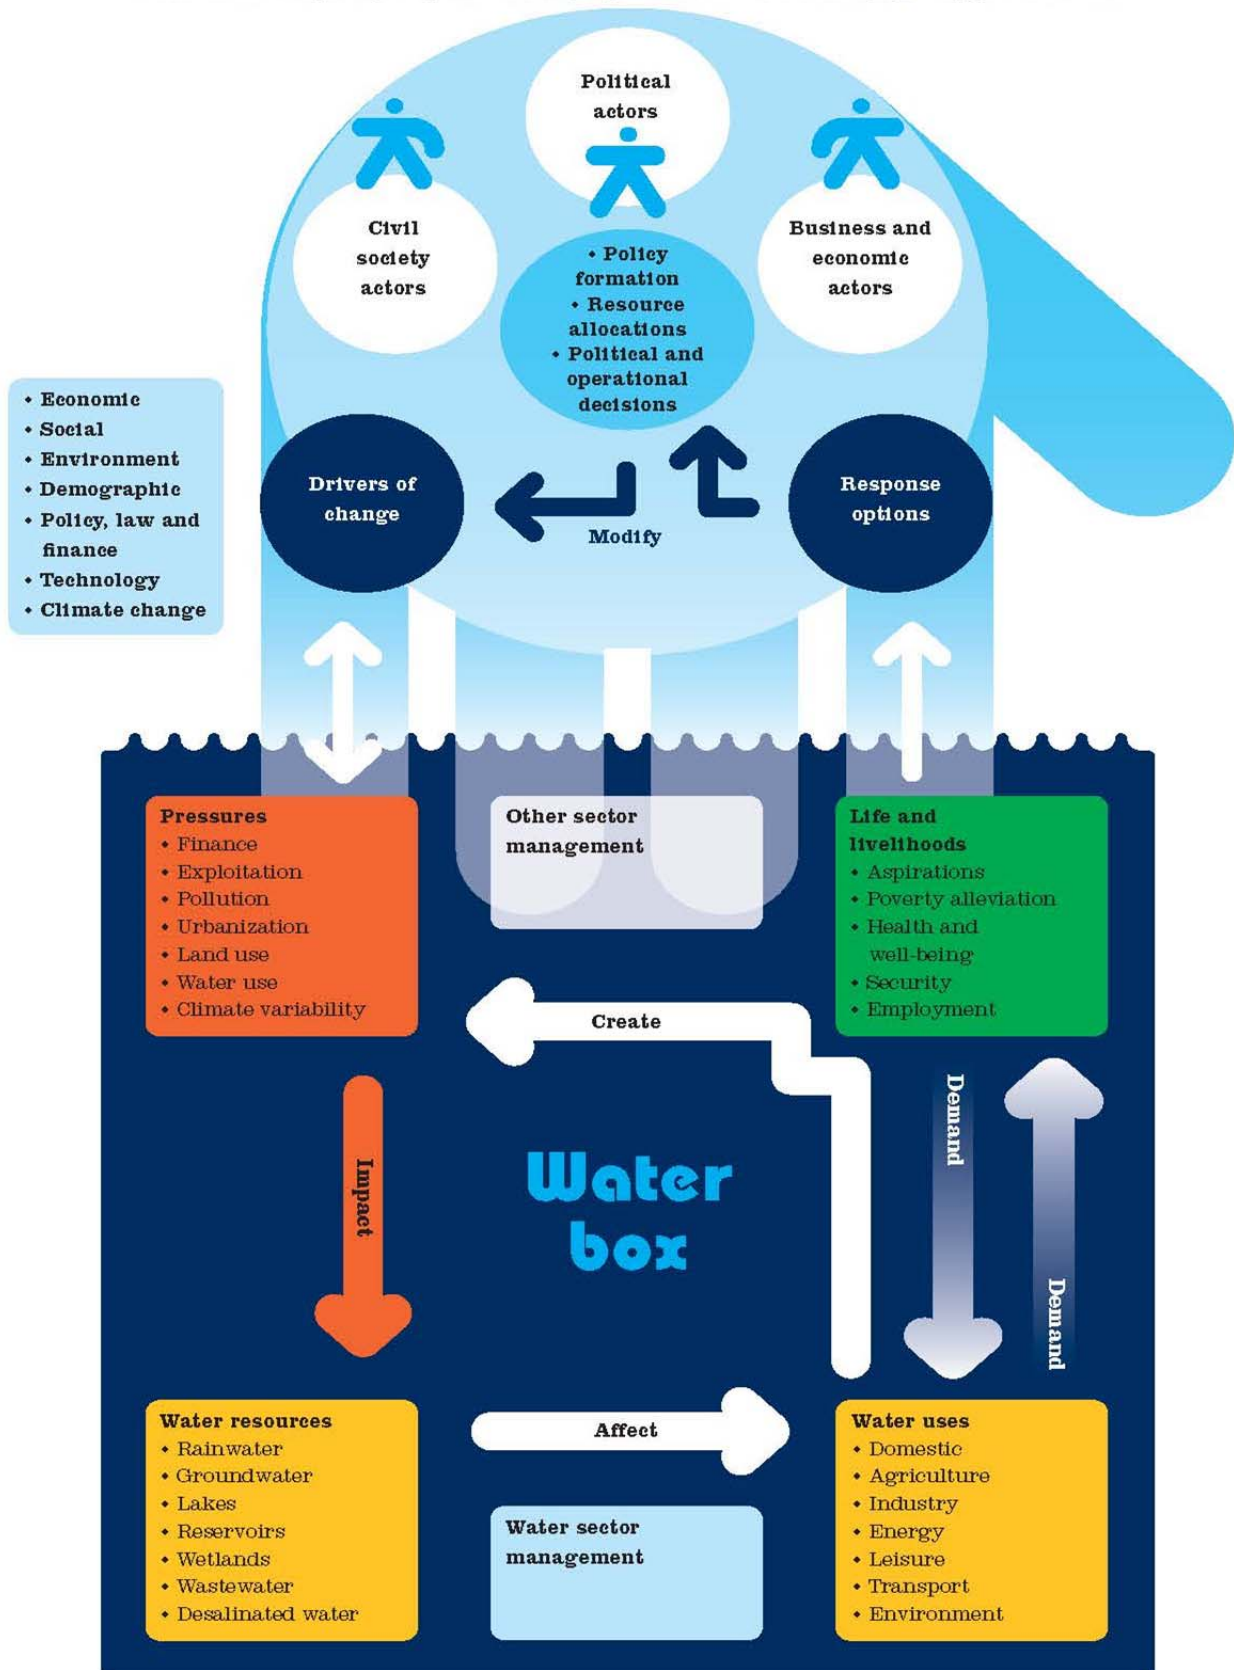 Political
actors
Civil
society
actors
Business and
economic
actors
• Policy
formation
• Resource
allocations
• Political and
operational
decisions
• Economic
• Social
• Environment
• Demographic
• Policy, law and
finance
• Technology
• Climate change
Drivers of
change
Modify
Response
options
Pressures
• Finance
• Exploitation
• Pollution
• Urbanization
• Land use
• Water use
• Climate variability
Other sector
management
Life and
livelihoods
• Aspirations
• Poverty alleviation
• Health and
well-being
• Security
• Employment
Create
Impact
Water
box
Demand
Demand
Water resources
• Rainwater
• Groundwater
• Lakes
• Reservoirs
• Wetlands
• Wastewater
• Desalinated water
Affect
Water sector
management
Water uses
• Domestic
• Agriculture
• Industry
• Energy
• Leisure
• Transport
• Environment